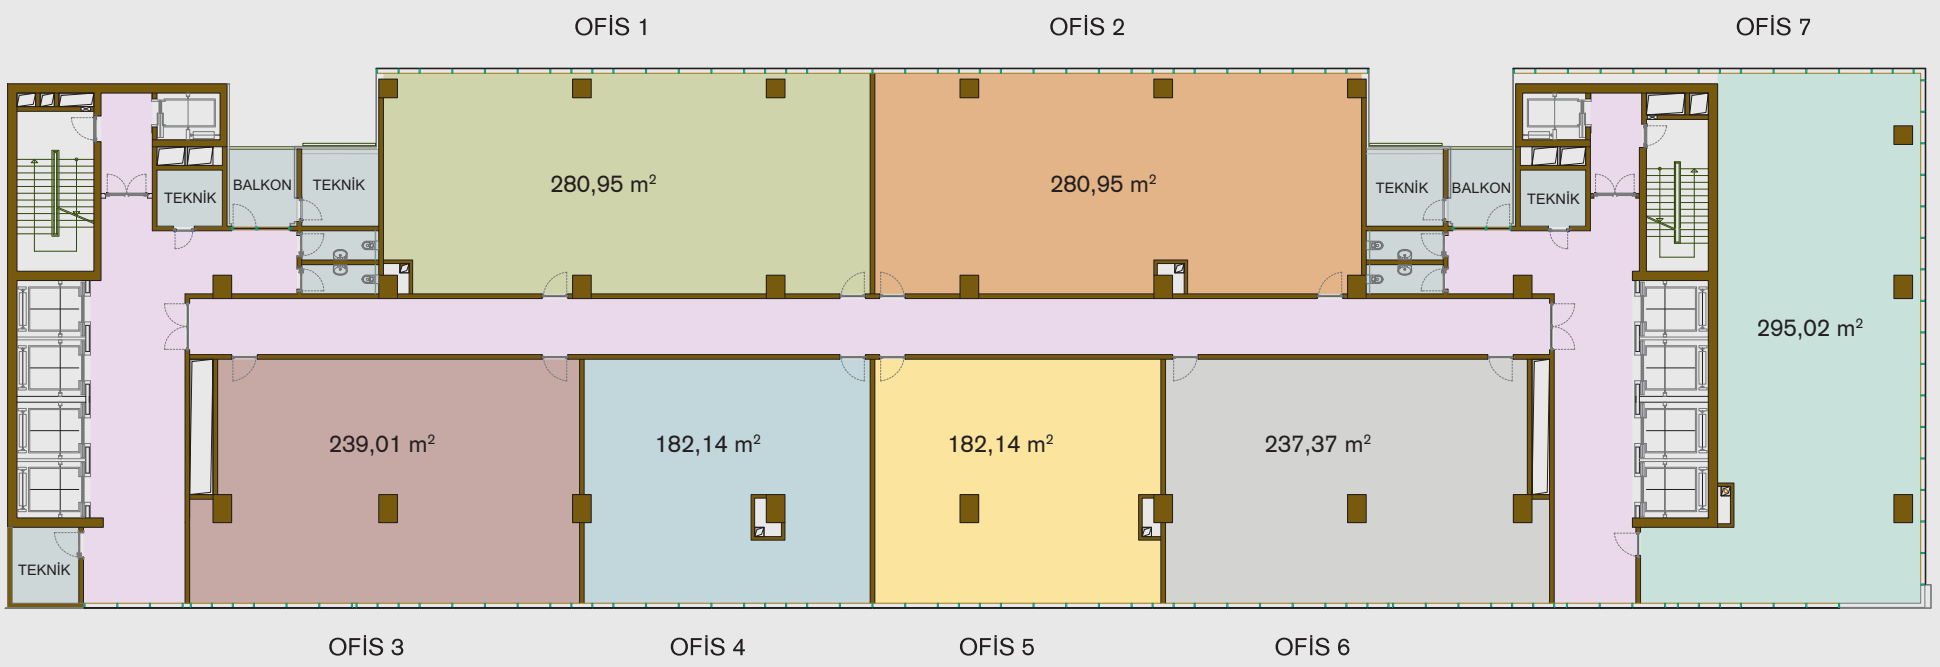 OFİS 1
OFİS 2
OFİS 7
TEKNİK
BALKON
TEKNİK
280,95 m²
280,95 m²
TEKNİK
BALKON
TEKNİK
295,02 m²
239,01 m²
182,14 m²
182,14 m²
237,37 m²
TEKNİK
OFİS 3
OFİS 4
OFİS 5
OFİS 6